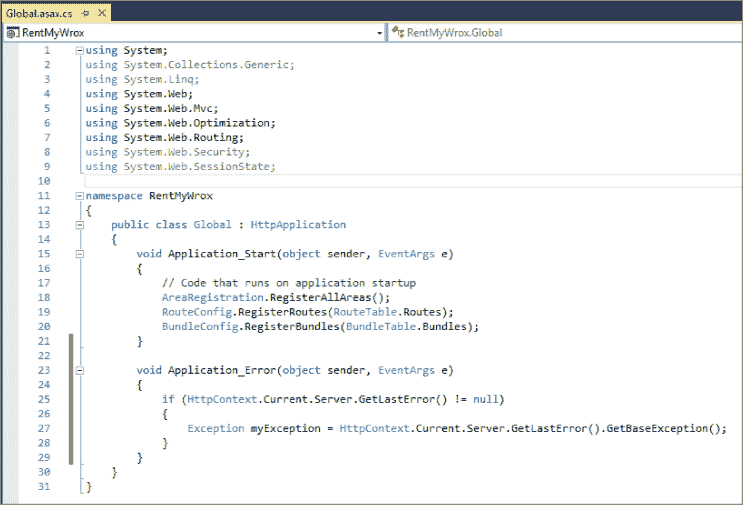 Global.asax.cs
RentMyWrox RentMyWrox.Global
1 using System;
2 using System.Collections.Generic;
3 using System.Linq;
4 using System.Web;
5 using System.Web.Mvc;
6 using System.Web.Optimization;
7 using System.Web.Routing;
8 using System.Web.Security;
9 using System.Web.SessionState;
10
11 namespace RentMyWrox
12 {
13 public class Global : HttpApplication
14 {
15 void Application_Start(object sender, EventArgs e)
16 {
17 // Code that runs on application startup
18 AreaRegistration.RegisterAllAreas();
19 RouteConfig.RegisterRoutes(RouteTable.Routes);
20 BundleConfig.RegisterBundles(BundleTable.Bundles);
21 }
22
23 void Application_Error(object sender, EventArgs e)
24 {
25 if (HttpContext.Current.Server.GetLastError() != null)
26 {
27 Exception myException = HttpContext.Current.Server.GetLastError().GetBaseException();
28 }
29 }
30 }
31 }